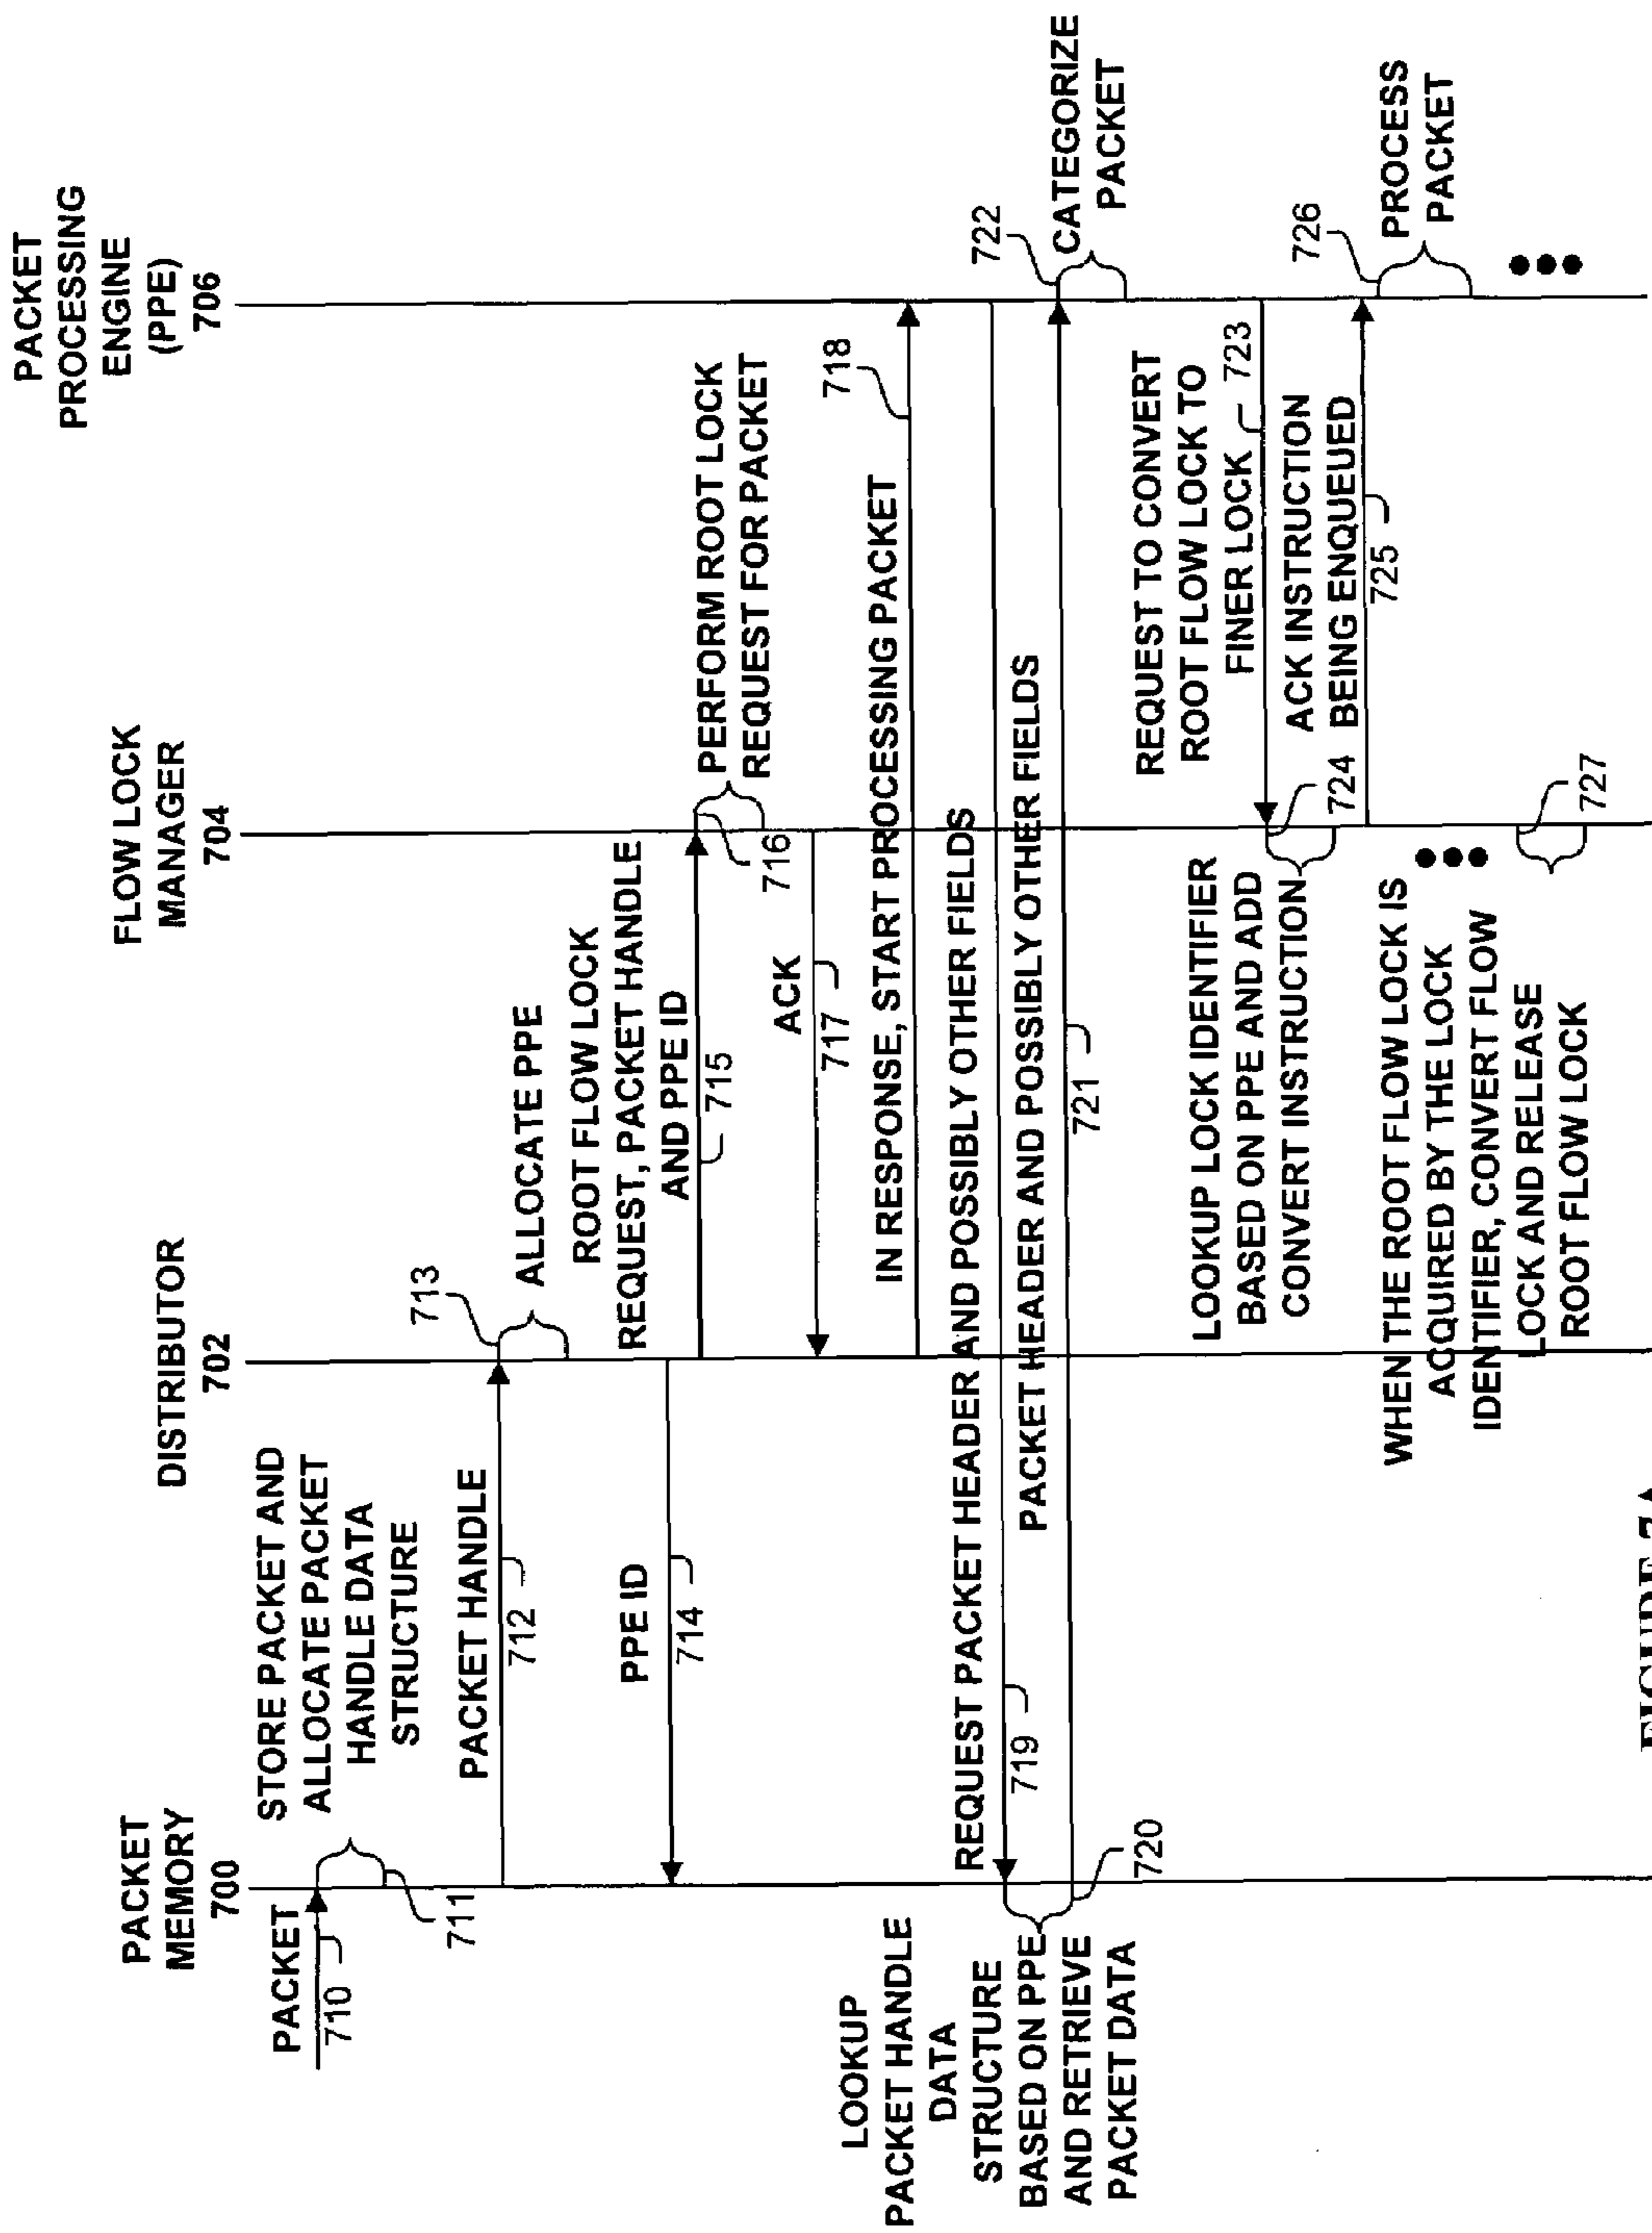 PACKET
MEMORY
700
DISTRIBUTOR
702
FLOW LOCK
MANAGER
704
PACKET
PROCESSING
ENGINE
(PPE)
706
PACKET
710
STORE PACKET AND
ALLOCATE PACKET
HANDLE DATA
STRUCTURE
711
PACKET HANDLE
712
713
ALLOCATE PPE
PPE ID
714
ROOT FLOW LOCK
REQUEST, PACKET HANDLE
AND PPE ID
715
716
PERFORM ROOT LOCK
REQUEST FOR PACKET
ACK
717
IN RESPONSE, START PROCESSING PACKET
718
REQUEST PACKET HEADER AND POSSIBLY OTHER FIELDS
719
LOOKUP
PACKET HANDLE
DATA
STRUCTURE
BASED ON PPE
AND RETRIEVE
PACKET DATA
720
PACKET HEADER AND POSSIBLY OTHER FIELDS
721
722
CATEGORIZE
PACKET
REQUEST TO CONVERT
ROOT FLOW LOCK TO
FINER LOCK
723
LOOKUP LOCK IDENTIFIER
BASED ON PPE AND ADD
CONVERT INSTRUCTION
724
ACK INSTRUCTION
BEING ENQUEUED
725
726
PROCESS
PACKET
WHEN THE ROOT FLOW LOCK IS
ACQUIRED BY THE LOCK
IDENTIFIER, CONVERT FLOW
LOCK AND RELEASE
ROOT FLOW LOCK
727
FIGURE 7A